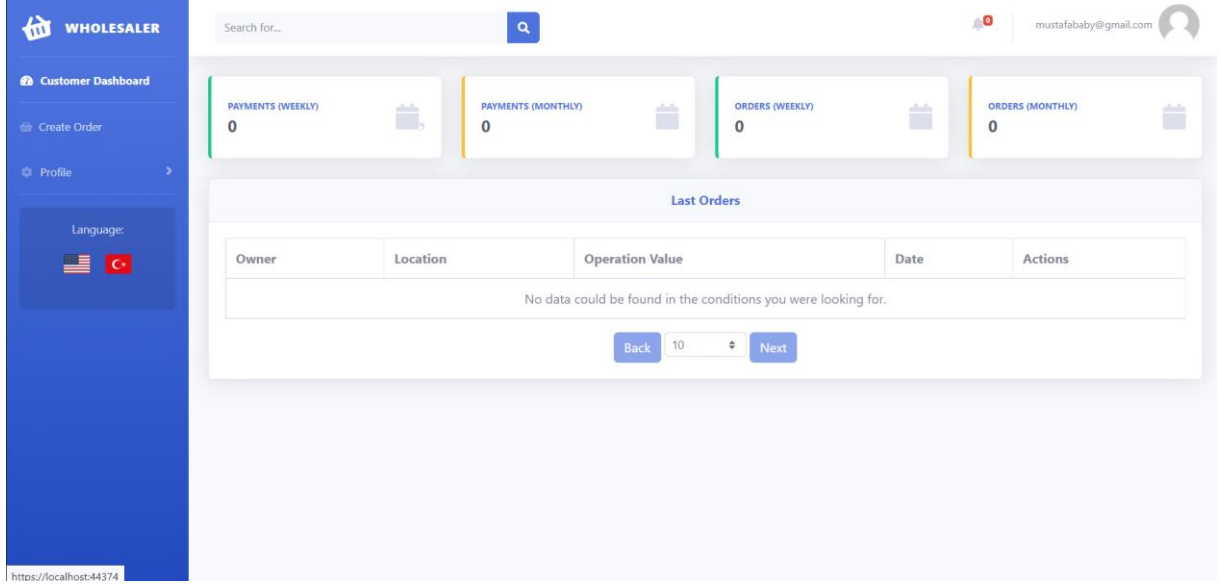 WHOLESALER
Search for...
0
mustafababy@gmail.com
Customer Dashboard
Create Order
Profile
Language:
PAYMENTS (WEEKLY)
0
PAYMENTS (MONTHLY)
0
ORDERS (WEEKLY)
0
ORDERS (MONTHLY)
0
Last Orders
Owner Location Operation Value Date Actions
No data could be found in the conditions you were looking for.
Back 10 Next
https://localhost:44374